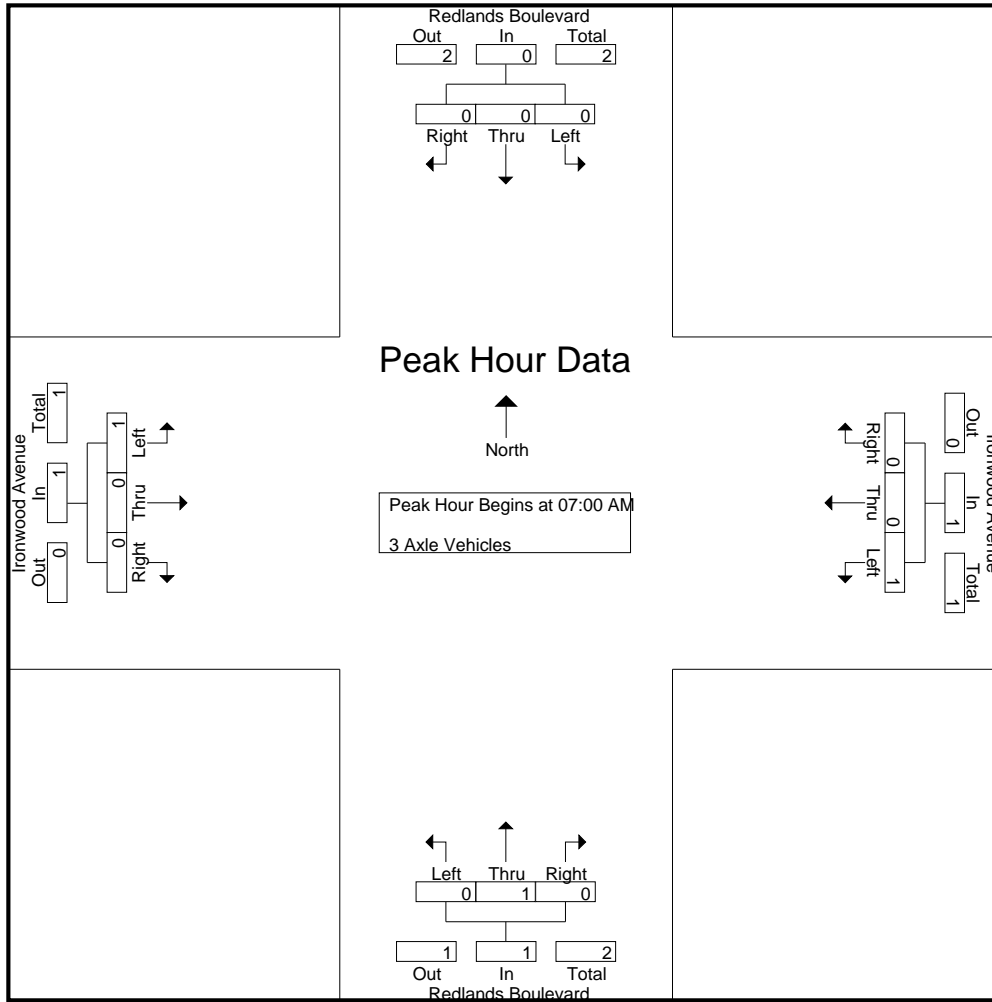 Redlands Boulevard
Out In Total
2 0 2
0 0 0
Right Thru Left
Peak Hour Data
North
Peak Hour Begins at 07:00 AM
3 Axle Vehicles
Ironwood Avenue
Out In Total
0 1 1
Right Thru Left
0 0 1
Ironwood Avenue
Total In Out
1 1 0
1 0 0
Left Thru Right
Left Thru Right
0 1 0
1 1 2
Out In Total
Redlands Boulevard